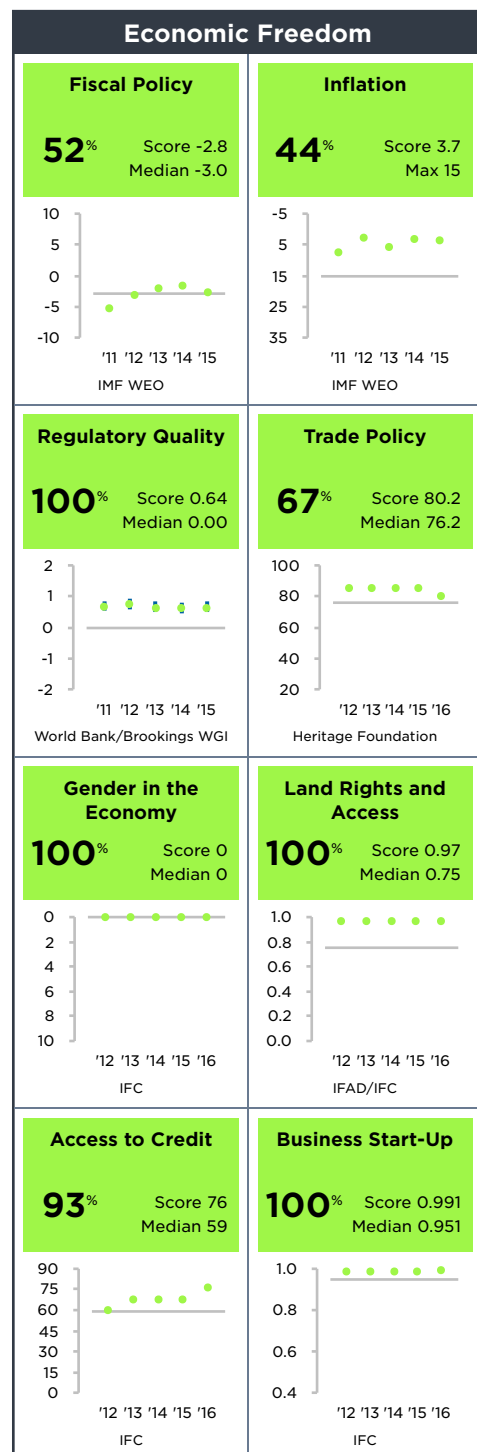 Economic Freedom
Fiscal Policy
52% Score -2.8
Median -3.0
10
5
0
-5
-10
'11 '12 '13 '14 '15
IMF WEO
Inflation
44% Score 3.7
Max 15
-5
5
15
25
35
'11 '12 '13 '14 '15
IMF WEO
Regulatory Quality
100% Score 0.64
Median 0.00
2
1
0
-1
-2
'11 '12 '13 '14 '15
World Bank/Brookings WGI
Trade Policy
67% Score 80.2
Median 76.2
100
80
60
40
20
'12 '13 '14 '15 '16
Heritage Foundation
Gender in the
Economy
100% Score 0
Median 0
0
2
4
6
8
10
'12 '13 '14 '15 '16
IFC
Land Rights and
Access
100% Score 0.97
Median 0.75
1.0
0.8
0.6
0.4
0.2
0.0
'12 '13 '14 '15 '16
IFAD/IFC
Access to Credit
93% Score 76
Median 59
90
75
60
45
30
15
0
'12 '13 '14 '15 '16
IFC
Business Start-Up
100% Score 0.991
Median 0.951
1.0
0.8
0.6
0.4
'12 '13 '14 '15 '16
IFC